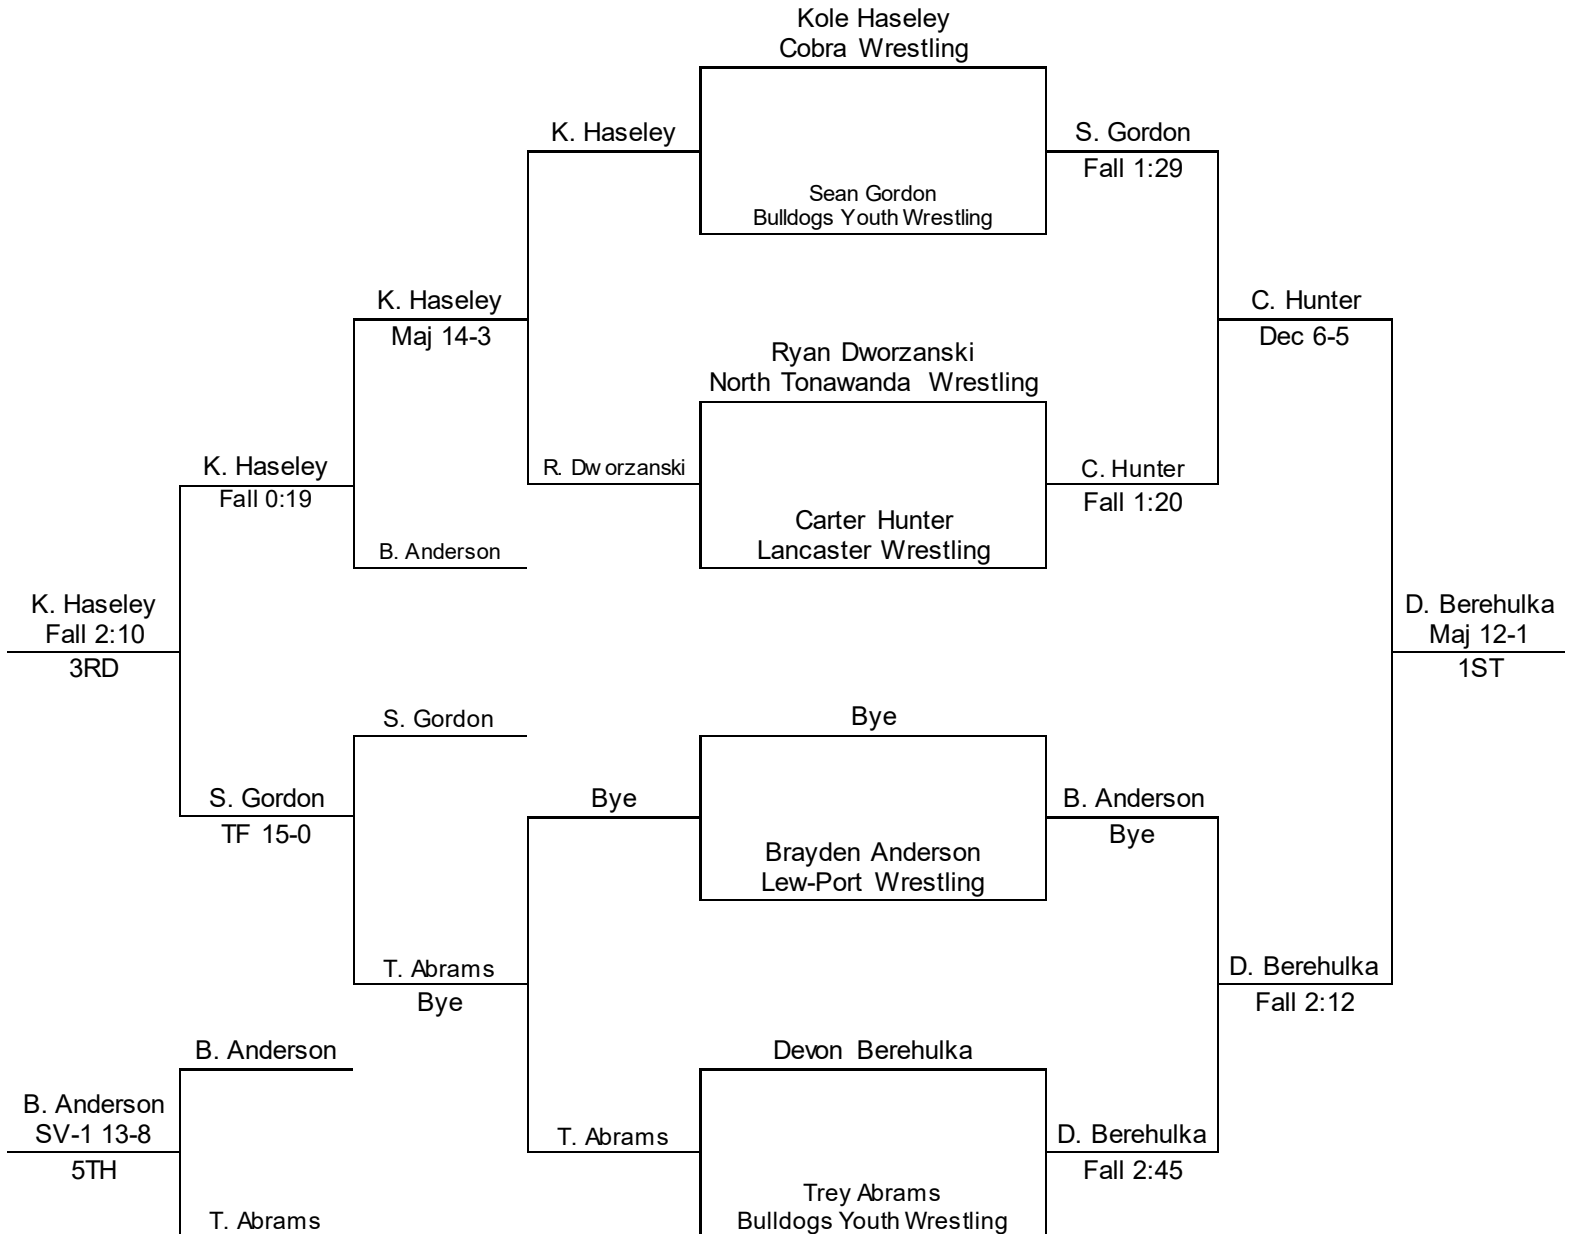 Kole Haseley
Cobra Wrestling
K. Haseley
S. Gordon
Fall 1:29
Sean Gordon
Bulldogs Youth Wrestling
K. Haseley
Maj 14-3
C. Hunter
Dec 6-5
Ryan Dworzanski
North Tonawanda Wrestling
K. Haseley
Fall 0:19
R. Dworzanski
C. Hunter
Fall 1:20
Carter Hunter
Lancaster Wrestling
B. Anderson
K. Haseley
Fall 2:10
3RD
D. Berehulka
Maj 12-1
1ST
S. Gordon
Bye
S. Gordon
TF 15-0
Bye
B. Anderson
Bye
Brayden Anderson
Lew-Port Wrestling
T. Abrams
Bye
D. Berehulka
Fall 2:12
B. Anderson
Devon Berehulka
B. Anderson
SV-1 13-8
5TH
T. Abrams
D. Berehulka
Fall 2:45
T. Abrams
Trey Abrams
Bulldogs Youth Wrestling